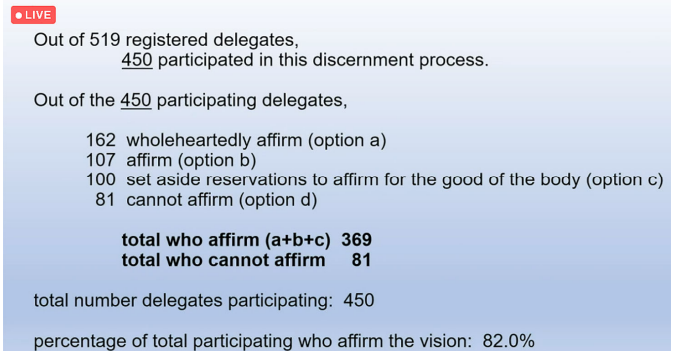 LIVE
Out of 519 registered delegates,
450 participated in this discernment process.
Out of the 450 participating delegates,
162 wholeheartedly affirm (option a)
107 affirm (option b)
100 set aside reservations to affirm for the good of the body (option c)
81 cannot affirm (option d)
total who affirm (a+b+c) 369
total who cannot affirm 81
total number delegates participating: 450
percentage of total participating who affirm the vision: 82.0%